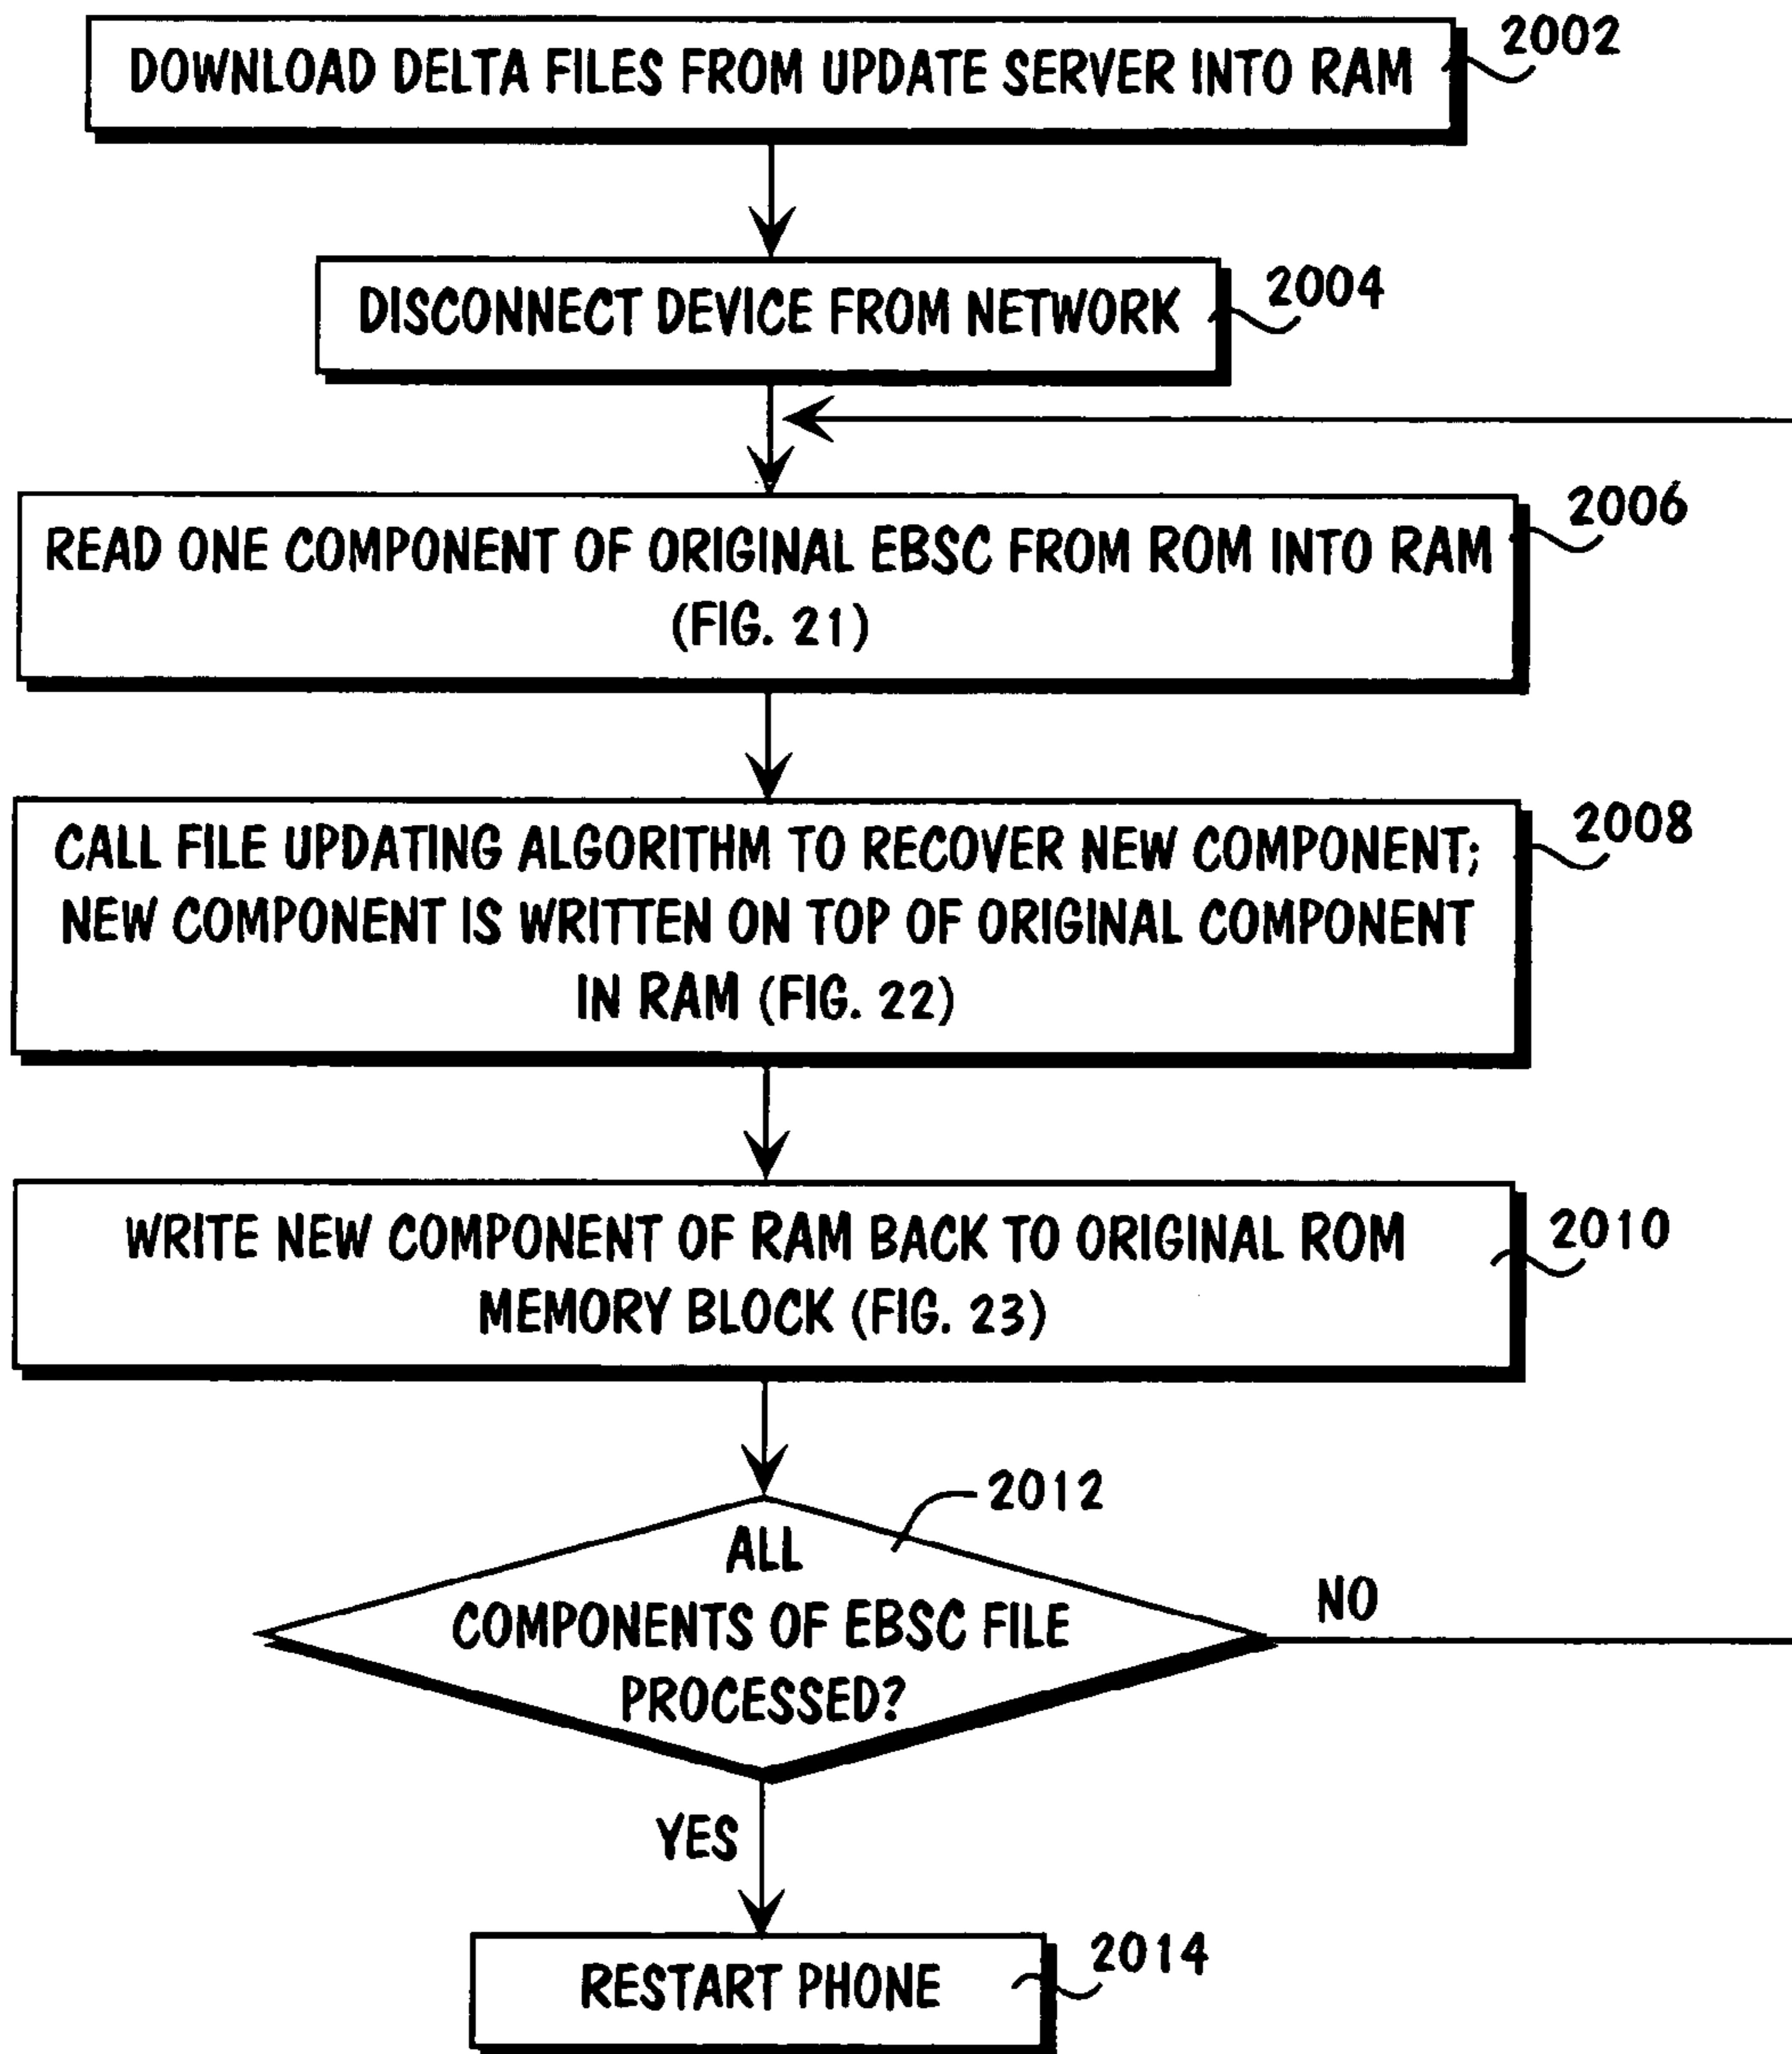 DOWNLOAD DELTA FILES FROM UPDATE SERVER INTO RAM
2002
DISCONNECT DEVICE FROM NETWORK
2004
READ ONE COMPONENT OF ORIGINAL EBSC FROM ROM INTO RAM
(FIG. 21)
2006
CALL FILE UPDATING ALGORITHM TO RECOVER NEW COMPONENT;
NEW COMPONENT IS WRITTEN ON TOP OF ORIGINAL COMPONENT
IN RAM (FIG. 22)
2008
WRITE NEW COMPONENT OF RAM BACK TO ORIGINAL ROM
MEMORY BLOCK (FIG. 23)
2010
2012
ALL
COMPONENTS OF EBSC FILE
PROCESSED?
NO
YES
RESTART PHONE
2014